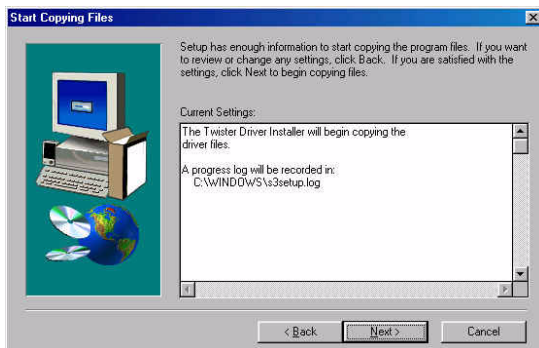 Start Copying Files
Setup has enough information to start copying the program files. If you want
to review or change any settings, click Back. If you are satisfied with the
settings, click Next to begin copying files.
Current Settings:
The Twister Driver Installer will begin copying the
driver files.
A progress log will be recorded in:
C:\WINDOWS\s3setup.log
< Back
Next >
Cancel